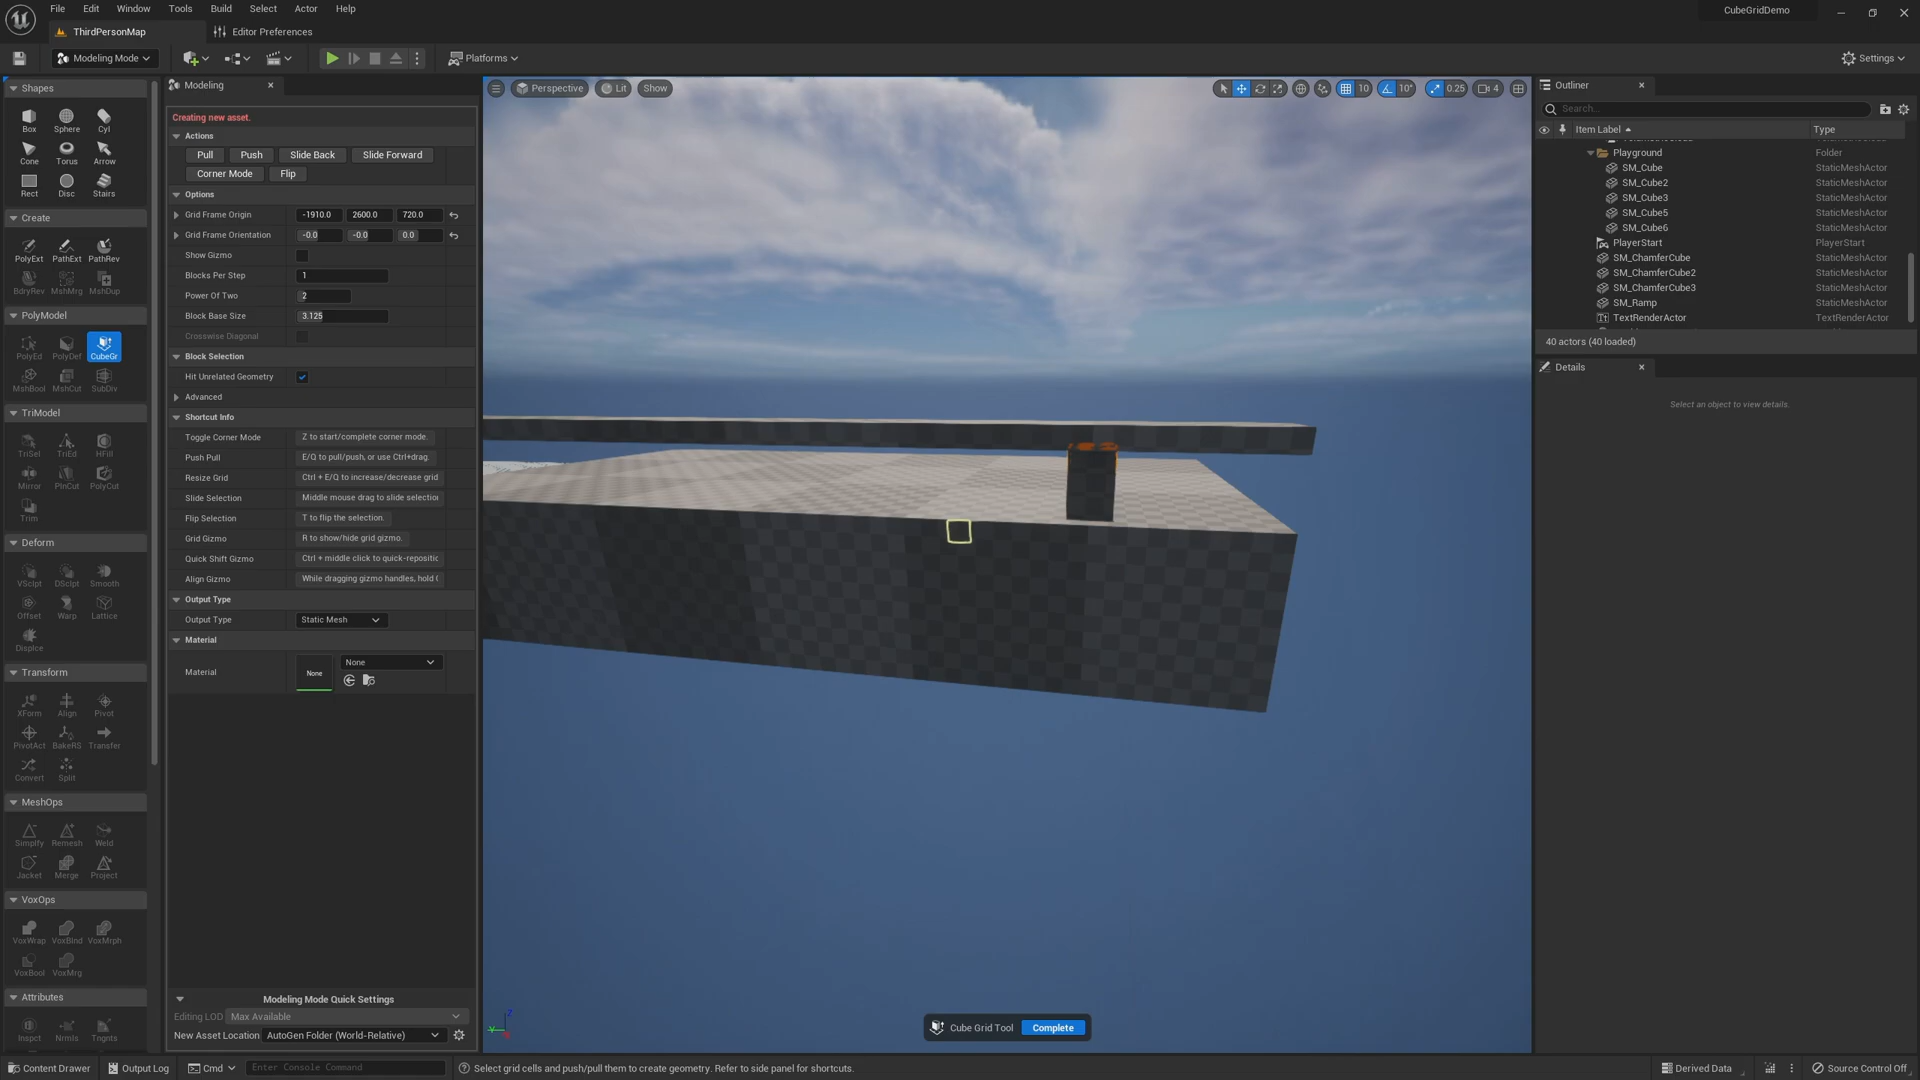 File Edit Window Tools Build Select Actor Help
CubeGridDemo
ThirdPersonMap
Editor Preferences
Modeling Mode
Platforms
Settings
Shapes
Box Sphere Cyl
Cone Torus Arrow
Rect Disc Stairs
Create
PolyExt PathExt PathRev
BdryRev MshMrg MshDup
PolyModel
PolyEd PolyDef CubeGr
MshBool MshCut SubDiv
TriModel
TriSel TriEd HFill
Mirror PlnCut PolyCut
Trim
Deform
VSclpt DSclpt Smooth
Offset Warp Lattice
Displce
Transform
XForm Align Pivot
PivotAct BakeRS Transfer
Convert Split
MeshOps
Simplfy Remesh Weld
Jacket Merge Project
VoxOps
VoxWrap VoxBlnd VoxMrph
VoxBool VoxMrg
Attributes
Inspct Nrmls Tngnts
Modeling
Creating new asset.
Actions
Pull Push Slide Back Slide Forward
Corner Mode Flip
Options
Grid Frame Origin -1910.0 2600.0 720.0
Grid Frame Orientation -0.0 -0.0 0.0
Show Gizmo
Blocks Per Step 1
Power Of Two 2
Block Base Size 3.125
Crosswise Diagonal
Block Selection
Hit Unrelated Geometry
Advanced
Shortcut Info
Toggle Corner Mode Z to start/complete corner mode.
Push Pull E/Q to pull/push, or use Ctrl+drag.
Resize Grid Ctrl + E/Q to increase/decrease grid
Slide Selection Middle mouse drag to slide selection
Flip Selection T to flip the selection.
Grid Gizmo R to show/hide grid gizmo.
Quick Shift Gizmo Ctrl + middle click to quick-repositic
Align Gizmo While dragging gizmo handles, hold
Output Type
Output Type Static Mesh
Material
Material None None
Modeling Mode Quick Settings
Editing LOD Max Available
New Asset Location AutoGen Folder (World-Relative)
Perspective Lit Show
10 10° 0.25 4
Z
Y
Cube Grid Tool Complete
Outliner
Search...
Item Label Type
Playground Folder
SM_Cube StaticMeshActor
SM_Cube2 StaticMeshActor
SM_Cube3 StaticMeshActor
SM_Cube5 StaticMeshActor
SM_Cube6 StaticMeshActor
PlayerStart PlayerStart
SM_ChamferCube StaticMeshActor
SM_ChamferCube2 StaticMeshActor
SM_ChamferCube3 StaticMeshActor
SM_Ramp StaticMeshActor
TextRenderActor TextRenderActor
40 actors (40 loaded)
Details
Select an object to view details.
Content Drawer Output Log Cmd Enter Console Command Select grid cells and push/pull them to create geometry. Refer to side panel for shortcuts. Derived Data Source Control Off